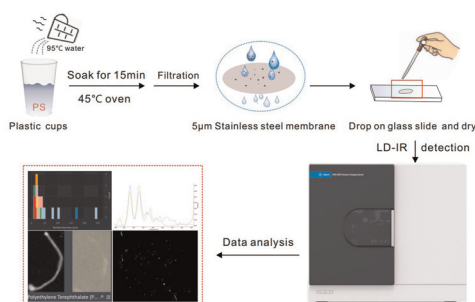 95℃ water
PS
Plastic cups
Soak for 15min
45℃ oven
Filtration
5μm Stainless steel membrane
Drop on glass slide and dry
LD-IR detection
Data analysis
Polyethylene Terephthalate